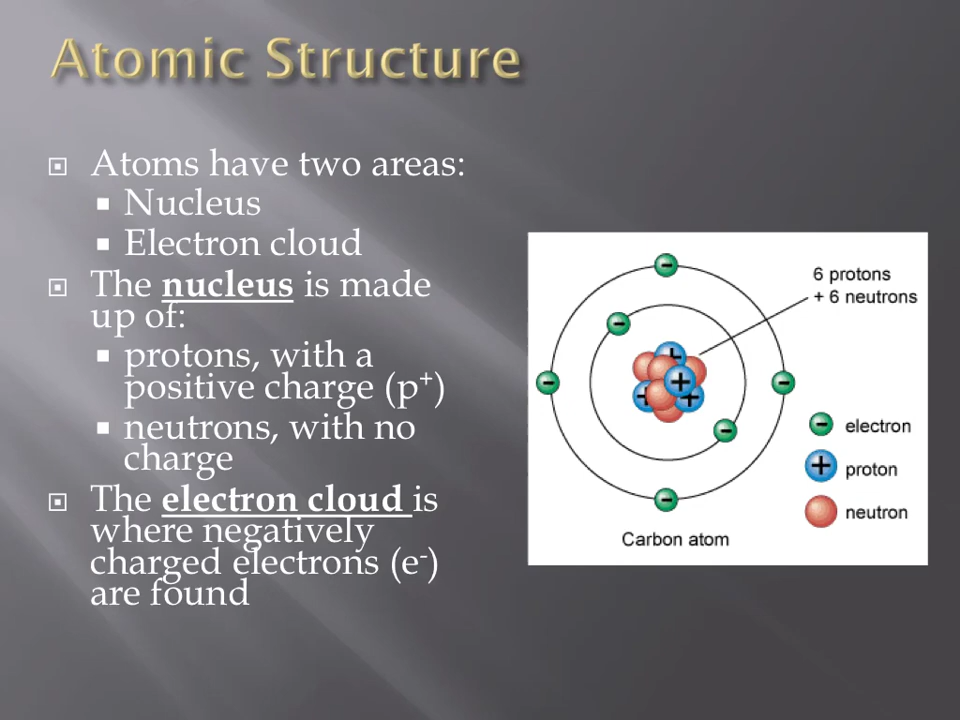 Atomic Structure
Atoms have two areas:
Nucleus
Electron cloud
The nucleus is made
up of:
protons, with a
positive charge (p⁺)
neutrons, with no
charge
The electron cloud is
where negatively
charged electrons (e⁻)
are found
6 protons
+ 6 neutrons
electron
proton
neutron
Carbon atom